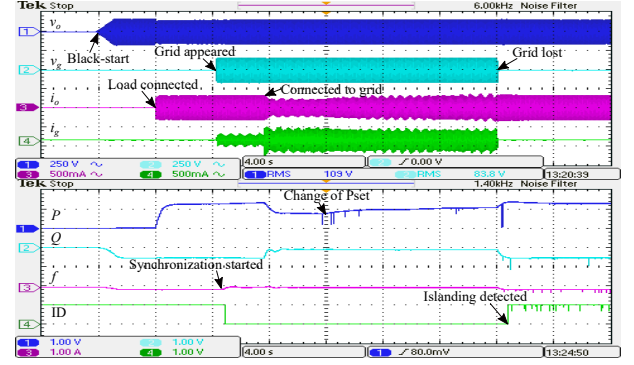 Tek Stop 6.00kHz Noise Filter
vo
1
Black-start
Grid appeared
Grid lost
vg
2
Load connected
Connected to grid
3
io
ig
4
1 250 V 2 250 V 4.00 s 2 0.00 V
3 500mA 4 500mA 1 RMS 109 V 2 RMS 83.8 V 13:20:39
Tek Stop 1.40kHz Noise Filter
Change of Pset
P
1
Q
2
Synchronization started
f
3
Islanding detected
ID
4
1 1.00 V 2 1.00 V
3 1.00 A 4 1.00 V 4.00 s 1 80.0mV 13:24:50